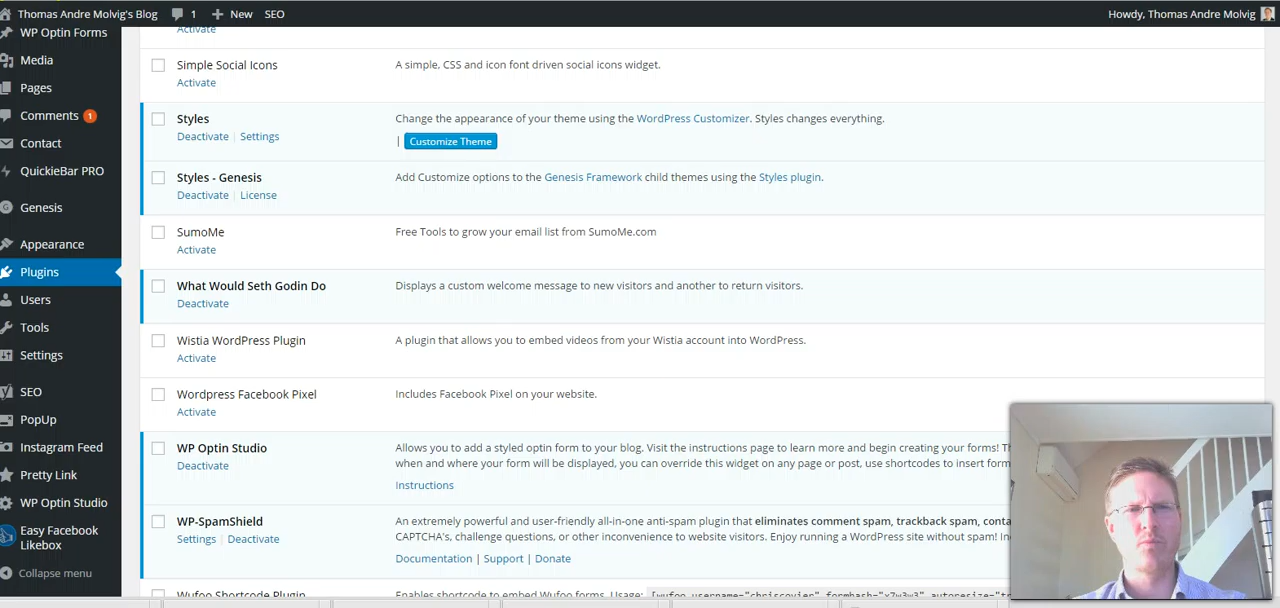 Thomas Andre Molvig's Blog 1 + New SEO Howdy, Thomas Andre Molvig
WP Optin Forms
Media
Pages
Comments 1
Contact
QuickieBar PRO
Genesis
Appearance
Plugins
Users
Tools
Settings
SEO
PopUp
Instagram Feed
Pretty Link
WP Optin Studio
Easy Facebook
Likebox
Collapse menu
Activate
Simple Social Icons A simple, CSS and icon font driven social icons widget.
Activate
Styles Change the appearance of your theme using the WordPress Customizer. Styles changes everything.
Deactivate | Settings | Customize Theme
Styles - Genesis Add Customize options to the Genesis Framework child themes using the Styles plugin.
Deactivate | License
SumoMe Free Tools to grow your email list from SumoMe.com
Activate
What Would Seth Godin Do Displays a custom welcome message to new visitors and another to return visitors.
Deactivate
Wistia WordPress Plugin A plugin that allows you to embed videos from your Wistia account into WordPress.
Activate
Wordpress Facebook Pixel Includes Facebook Pixel on your website.
Activate
WP Optin Studio Allows you to add a styled optin form to your blog. Visit the instructions page to learn more and begin creating your forms!
Deactivate when and where your form will be displayed, you can override this widget on any page or post, use shortcodes to insert form
Instructions
WP-SpamShield An extremely powerful and user-friendly all-in-one anti-spam plugin that eliminates comment spam, trackback spam,
Settings | Deactivate CAPTCHA's, challenge questions, or other inconvenience to website visitors. Enjoy running a WordPress site without spam!
Documentation | Support | Donate
Wufoo Shortcode Plugin Enables shortcode to embed Wufoo forms. Usage: